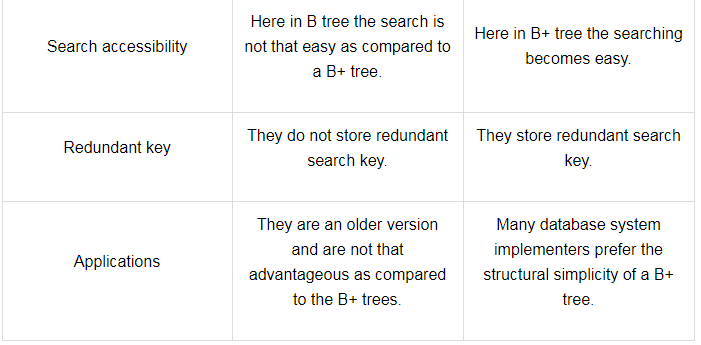 Search accessibility
Here in B tree the search is
not that easy as compared to
a B+ tree.
Here in B+ tree the searching
becomes easy.
Redundant key
They do not store redundant
search key.
They store redundant search
key.
Applications
They are an older version
and are not that
advantageous as compared
to the B+ trees.
Many database system
implementers prefer the
structural simplicity of a B+
tree.